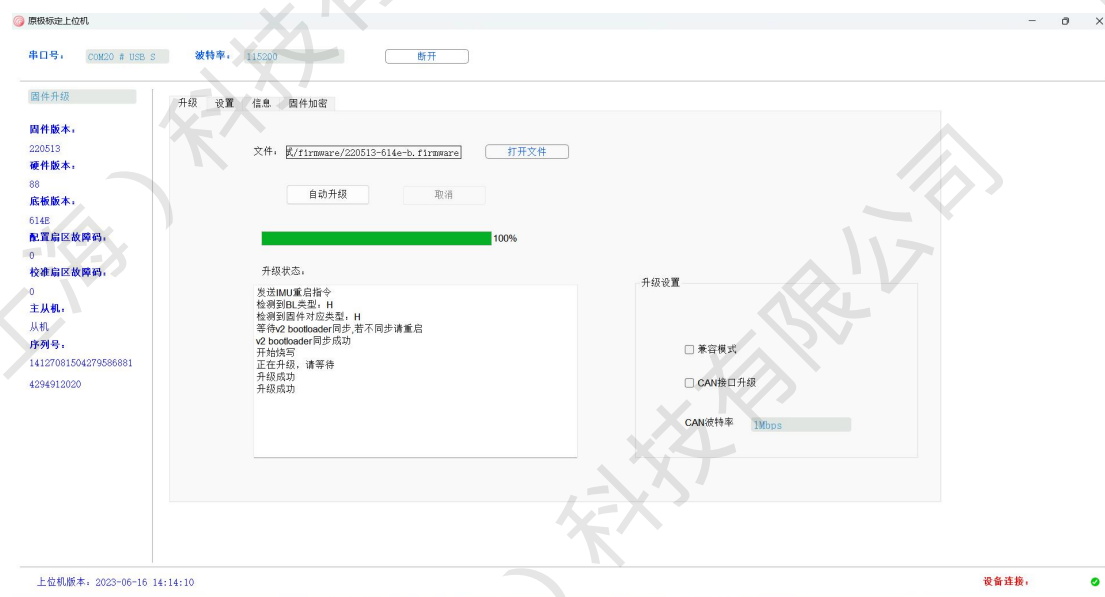 原极标定上位机
串口号： COM20 # USB S 波特率： 115200 断开
固件升级
固件版本：
220513
硬件版本：
88
底板版本：
614E
配置扇区故障码：
0
校准扇区故障码：
0
主从机：
从机
序列号：
14127081504279586881
4294912020
升级 设置 信息 固件加密
文件： 式/firmware/220513-614e-b.firmware 打开文件
自动升级 取消
100%
升级状态：
发送IMU重启指令
检测到BL类型：H
检测到固件对应类型：H
等待v2 bootloader同步,若不同步请重启
v2 bootloader同步成功
开始烧写
正在升级，请等待
升级成功
升级成功
升级设置
兼容模式
CAN接口升级
CAN波特率 1Mbps
上位机版本：2023-06-16 14:14:10 设备连接：
上海）科技有限公司
科技有